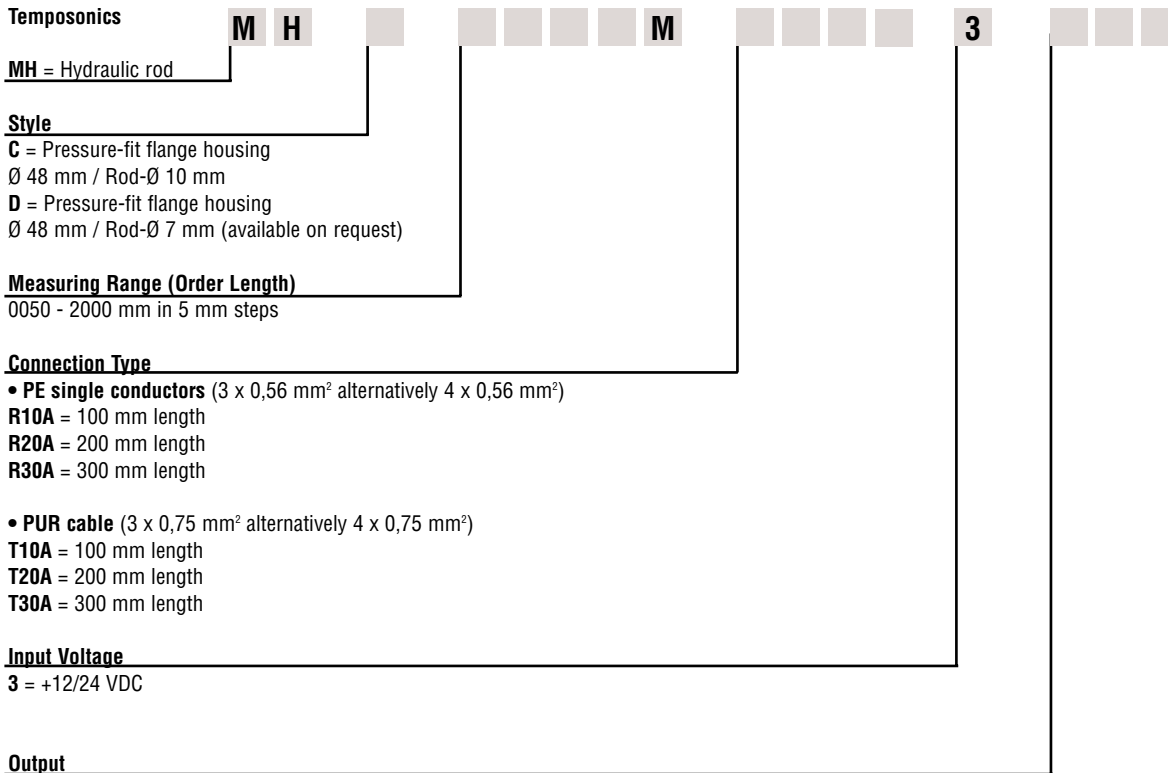 Temposonics
M H M 3
MH = Hydraulic rod
Style
C = Pressure-fit flange housing
Ø 48 mm / Rod-Ø 10 mm
D = Pressure-fit flange housing
Ø 48 mm / Rod-Ø 7 mm (available on request)
Measuring Range (Order Length)
0050 - 2000 mm in 5 mm steps
Connection Type
• PE single conductors (3 x 0,56 mm² alternatively 4 x 0,56 mm²)
R10A = 100 mm length
R20A = 200 mm length
R30A = 300 mm length
• PUR cable (3 x 0,75 mm² alternatively 4 x 0,75 mm²)
T10A = 100 mm length
T20A = 200 mm length
T30A = 300 mm length
Input Voltage
3 = +12/24 VDC
Output